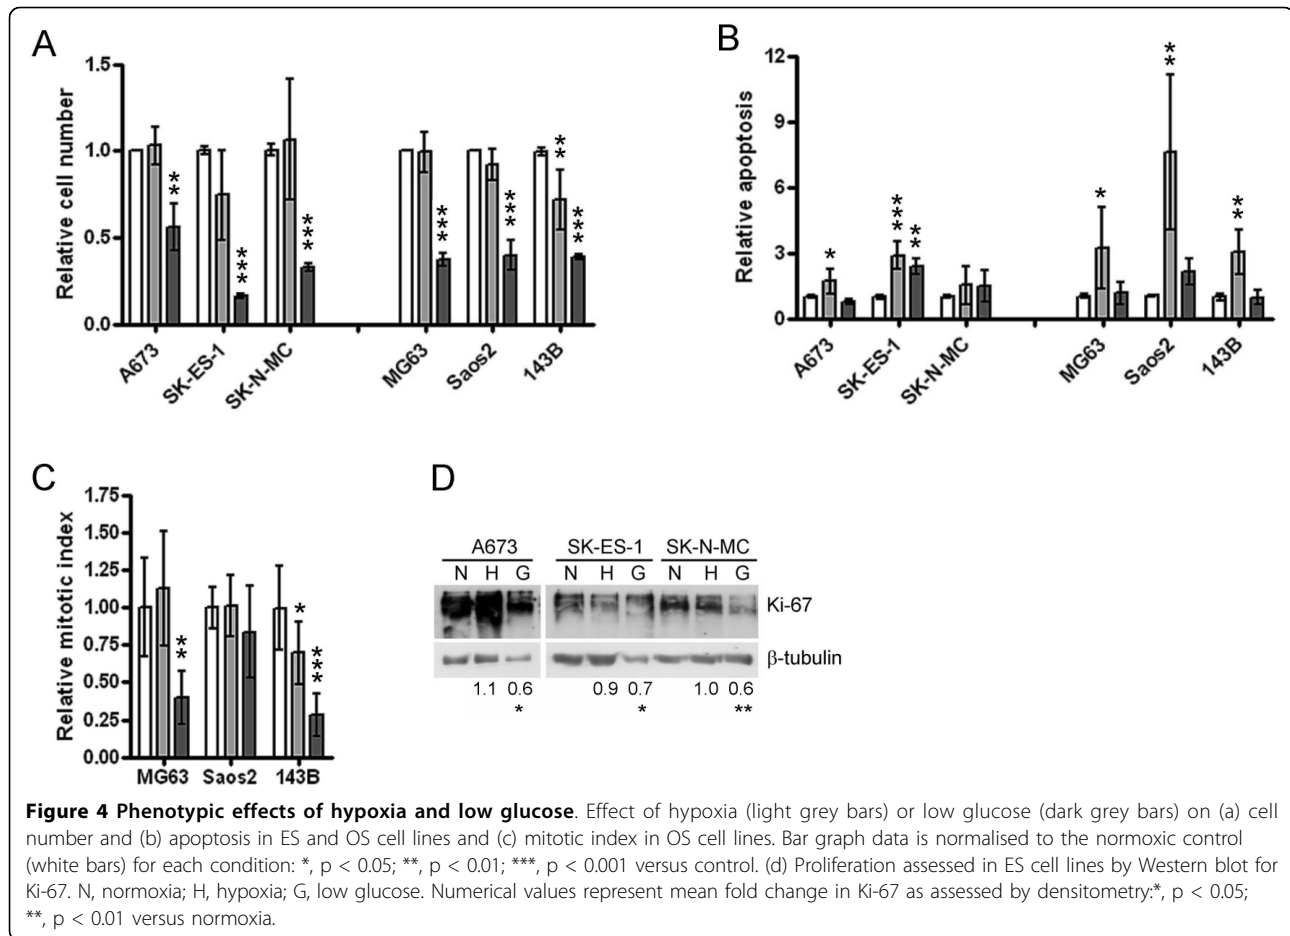 A
1.5
1.0
0.5
0.0
Relative cell number
**
***
***
***
***
**
***
A673
SK-ES-1
SK-N-MC
MG63
Saos2
143B
B
12
9
6
3
0
Relative apoptosis
*
***
**
*
**
**
A673
SK-ES-1
SK-N-MC
MG63
Saos2
143B
C
1.75
1.50
1.25
1.00
0.75
0.50
0.25
0.00
Relative mitotic index
**
*
***
MG63 Saos2 143B
D
A673 SK-ES-1 SK-N-MC
N H G N H G N H G
Ki-67
β-tubulin
1.1 0.6 0.9 0.7 1.0 0.6
* * **
Figure 4 Phenotypic effects of hypoxia and low glucose. Effect of hypoxia (light grey bars) or low glucose (dark grey bars) on (a) cell
number and (b) apoptosis in ES and OS cell lines and (c) mitotic index in OS cell lines. Bar graph data is normalised to the normoxic control
(white bars) for each condition: *, p < 0.05; **, p < 0.01; ***, p < 0.001 versus control. (d) Proliferation assessed in ES cell lines by Western blot for
Ki-67. N, normoxia; H, hypoxia; G, low glucose. Numerical values represent mean fold change in Ki-67 as assessed by densitometry:*, p < 0.05;
**, p < 0.01 versus normoxia.